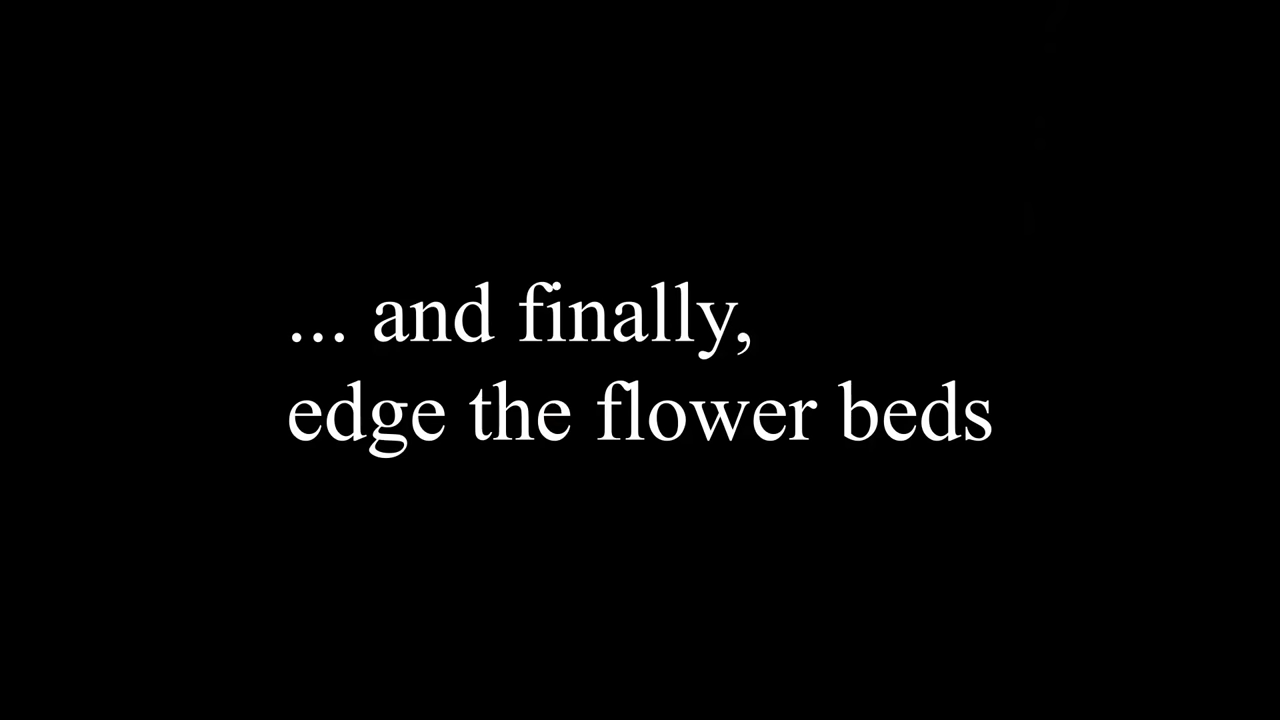 ... and finally,
edge the flower beds